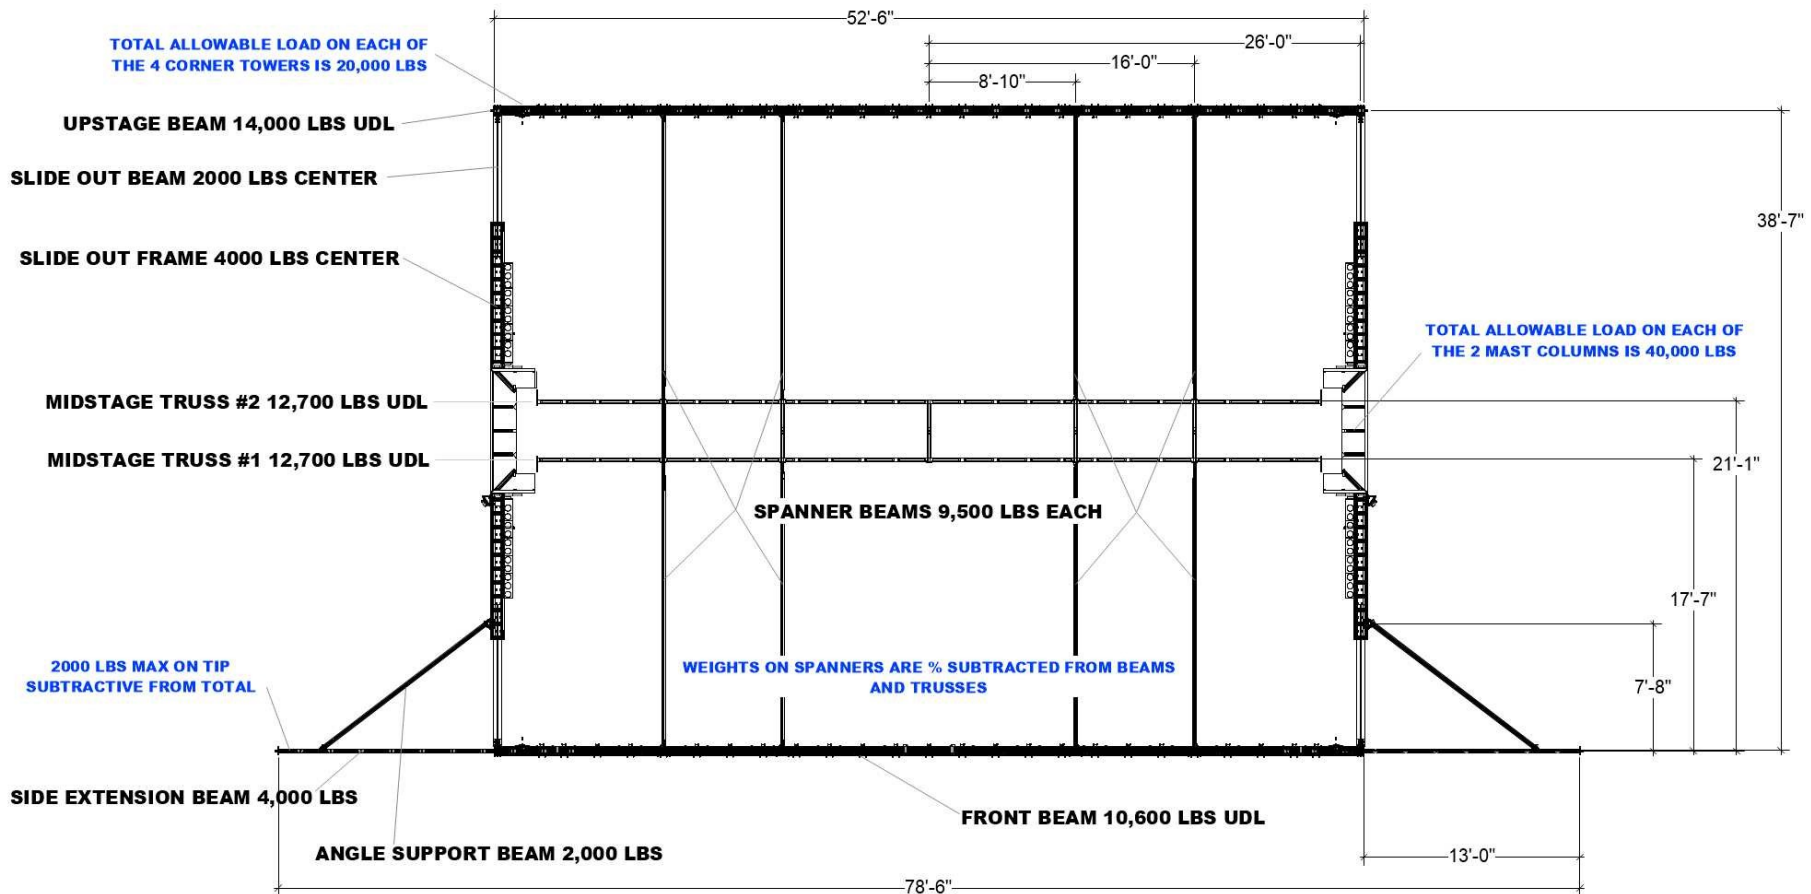 52'-6"
TOTAL ALLOWABLE LOAD ON EACH OF
THE 4 CORNER TOWERS IS 20,000 LBS
26'-0"
16'-0"
8'-10"
UPSTAGE BEAM 14,000 LBS UDL
SLIDE OUT BEAM 2000 LBS CENTER
38'-7"
SLIDE OUT FRAME 4000 LBS CENTER
TOTAL ALLOWABLE LOAD ON EACH OF
THE 2 MAST COLUMNS IS 40,000 LBS
MIDSTAGE TRUSS #2 12,700 LBS UDL
MIDSTAGE TRUSS #1 12,700 LBS UDL
21'-1"
SPANNER BEAMS 9,500 LBS EACH
17'-7"
2000 LBS MAX ON TIP
SUBTRACTIVE FROM TOTAL
WEIGHTS ON SPANNERS ARE % SUBTRACTED FROM BEAMS
AND TRUSSES
7'-8"
SIDE EXTENSION BEAM 4,000 LBS
FRONT BEAM 10,600 LBS UDL
ANGLE SUPPORT BEAM 2,000 LBS
13'-0"
78'-6"